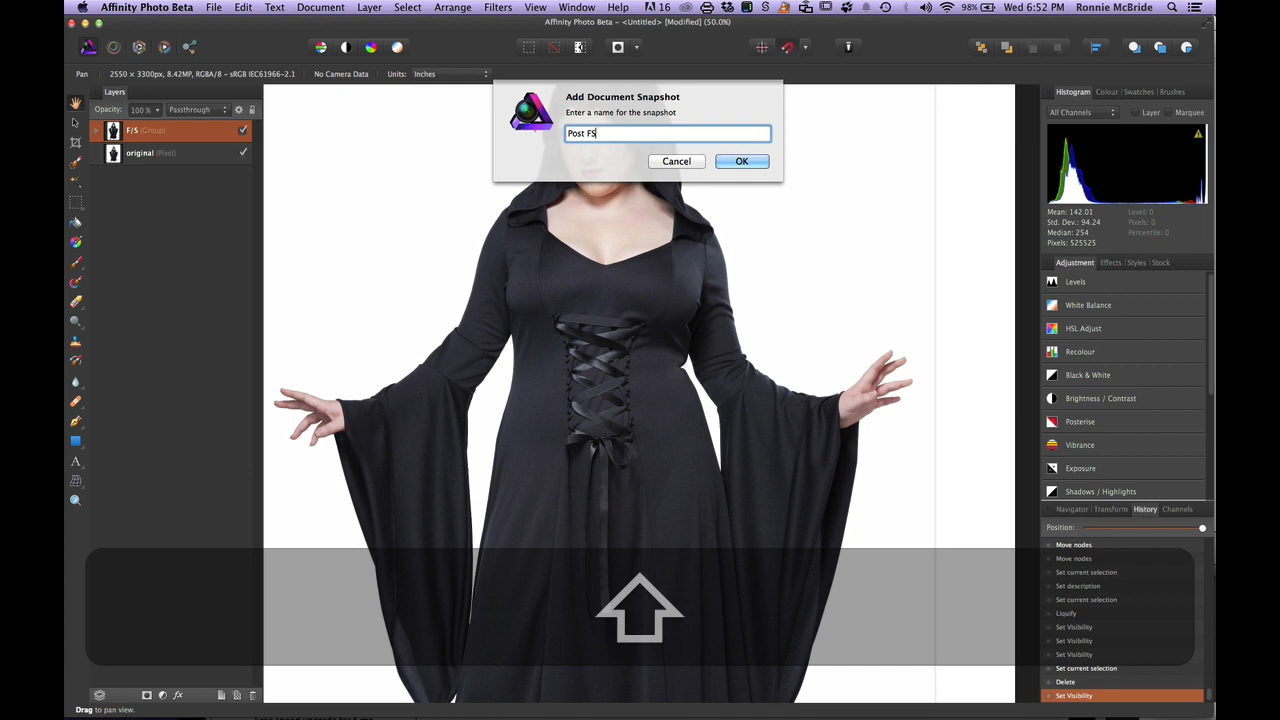 Affinity Photo Beta File Edit Text Document Layer Select Arrange Filters View Window Help 16 98% Wed 6:52 PM Ronnie McBride
Affinity Photo Beta - <Untitled> [Modified] (50.0%)
Pan 2550 × 3300px, 8.42MP, RGBA/8 - sRGB IEC61966-2.1 No Camera Data Units: Inches
Layers
Opacity: 100 % Passthrough
F/S (Group)
original (Pixel)
Add Document Snapshot
Enter a name for the snapshot
Post FS
Cancel OK
Histogram Colour Swatches Brushes
All Channels Layer Marquee
Mean: 142.01 Level: 0
Std. Dev.: 94.24 Pixels: 0
Median: 254 Percentile: 0
Pixels: 525525
Adjustment Effects Styles Stock
Levels
White Balance
HSL Adjust
Recolour
Black & White
Brightness / Contrast
Posterise
Vibrance
Exposure
Shadows / Highlights
Navigator Transform History Channels
Position:
Move nodes
Move nodes
Set current selection
Set description
Set current selection
Liquify
Set Visibility
Set Visibility
Set Visibility
Set current selection
Delete
Set Visibility
fx
Drag to pan view.